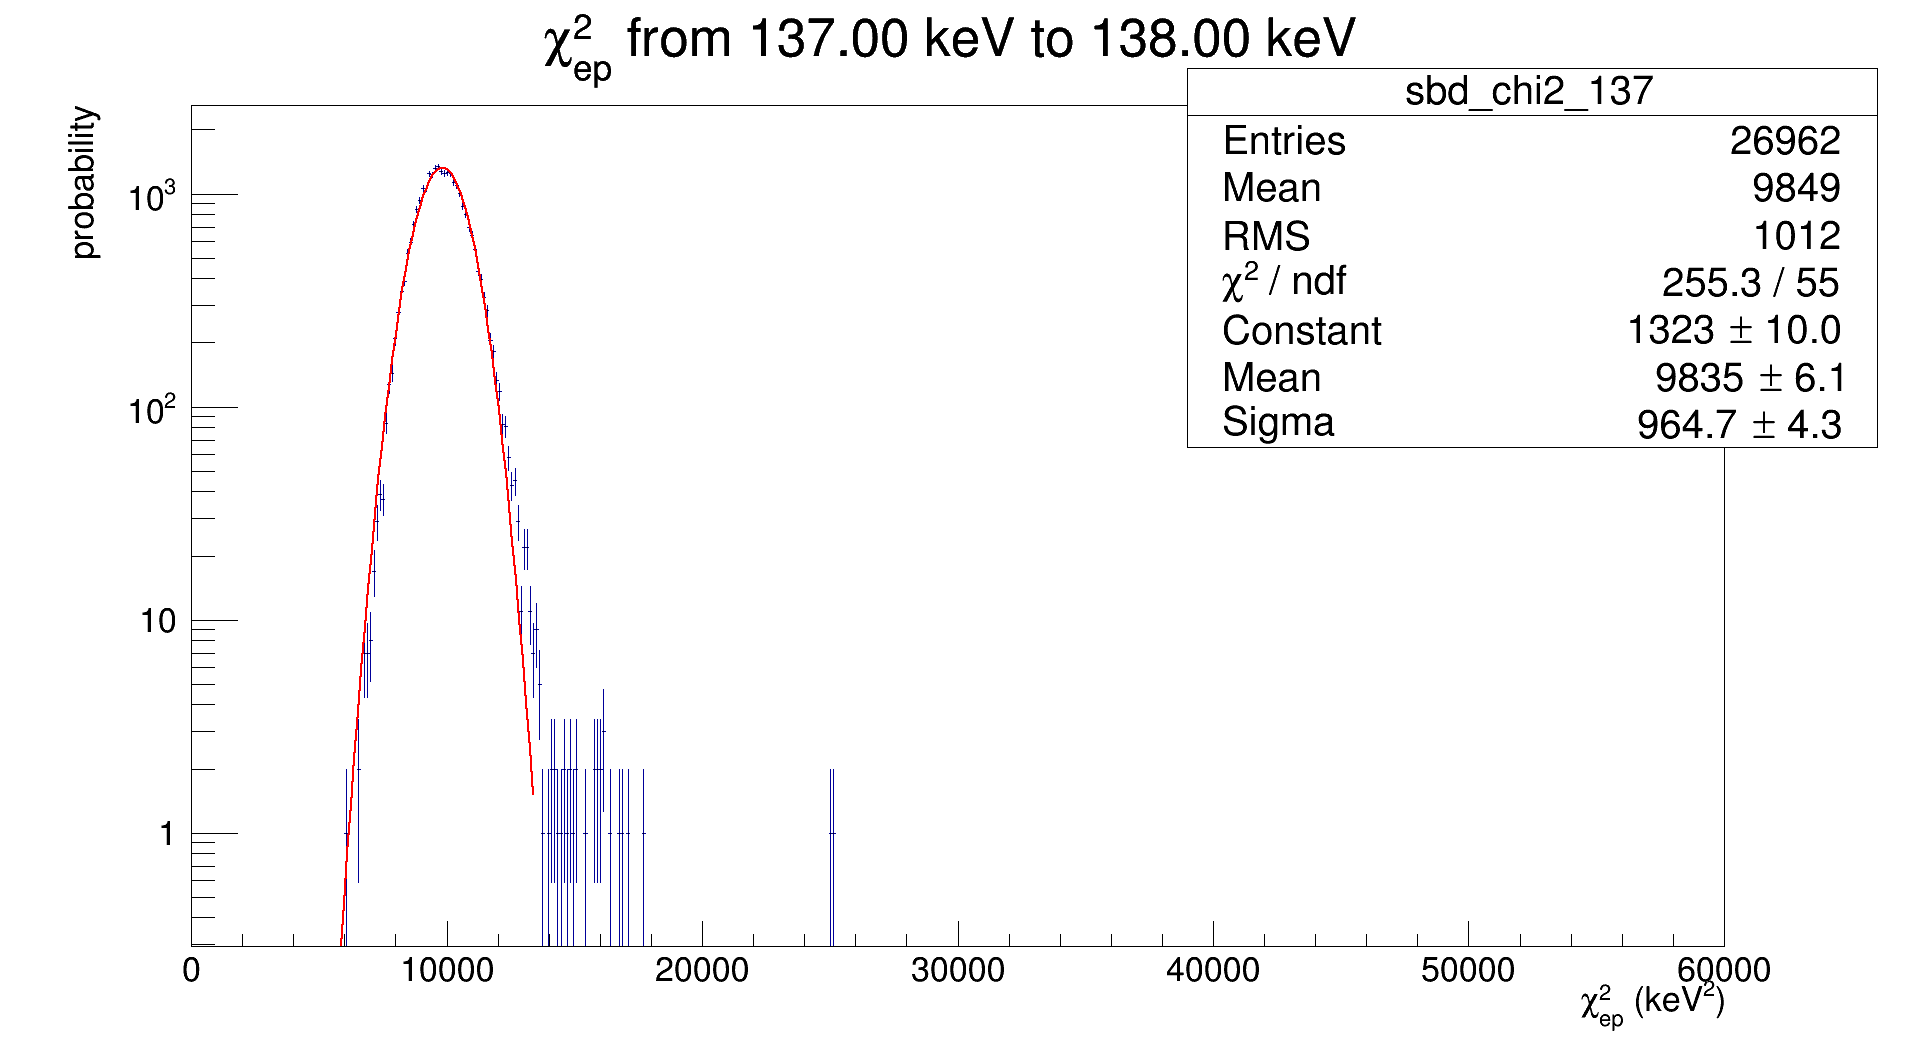 χ²ep from 137.00 keV to 138.00 keV
sbd_chi2_137
Entries 26962
Mean 9849
RMS 1012
χ² / ndf 255.3 / 55
Constant 1323 ± 10.0
Mean 9835 ± 6.1
Sigma 964.7 ± 4.3
probability
10³
10²
10
1
0 10000 20000 30000 40000 50000 60000
χ²ep (keV²)